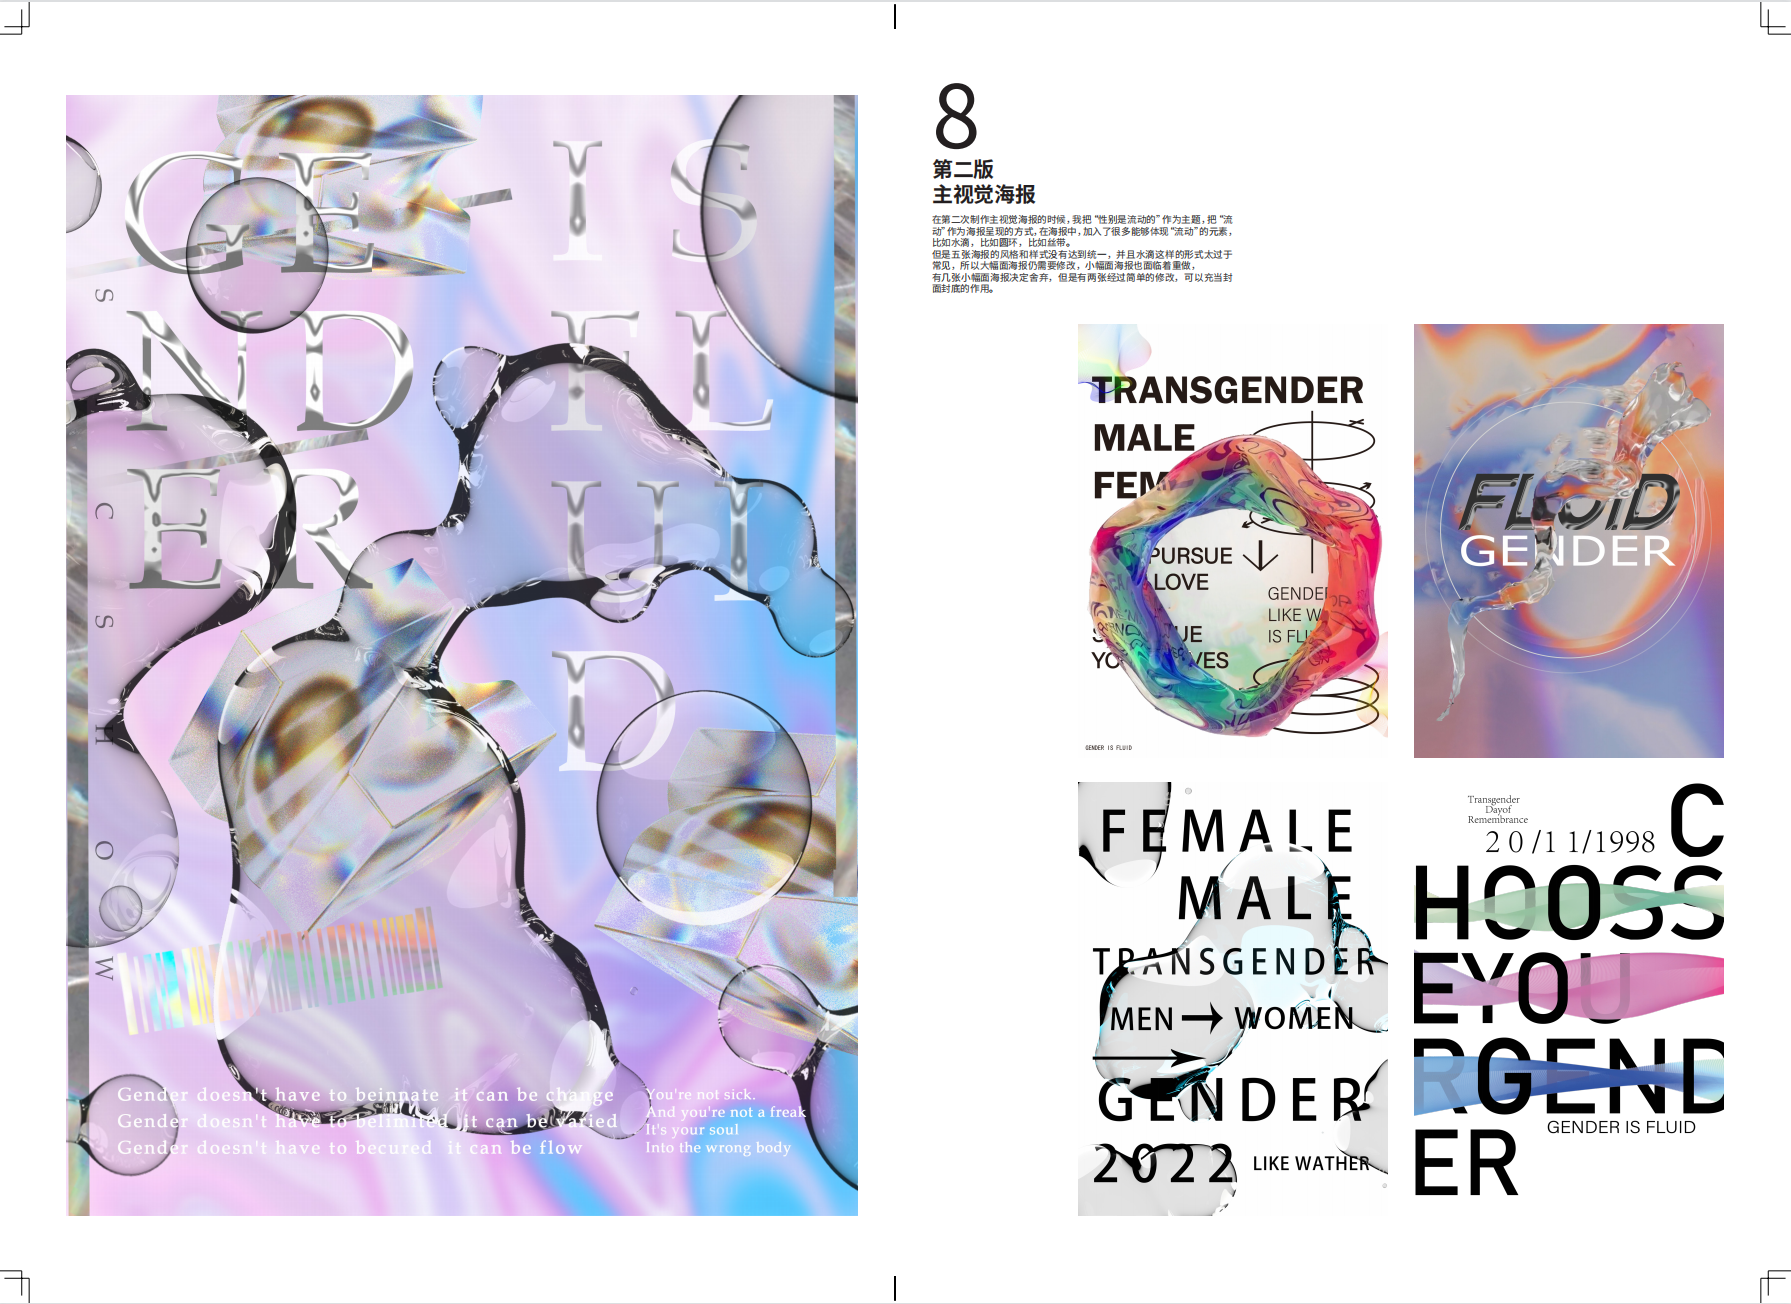 GE IS
ND FL
ER UI
D
S C S H O W
Gender doesn't have to beinnate it can be change
Gender doesn't have to belimited it can be varied
Gender doesn't have to becured it can be flow
You're not sick.
And you're not a freak
It's your soul
Into the wrong body
8
第二版
主视觉海报
在第二次制作主视觉海报的时候，我把“性别是流动的”作为主题，把“流
动”作为海报呈现的方式，在海报中，加入了很多能够体现“流动”的元素，
比如水滴，比如圆环，比如丝带。
但是五张海报的风格和样式没有达到统一，并且水滴这样的形式太过于
常见，所以大幅面海报仍需要修改，小幅面海报也面临着重做，
有几张小幅面海报决定舍弃，但是有两张经过简单的修改，可以充当封
面封底的作用。
TRANSGENDER
MALE
FEM
PURSUE
LOVE
GENDER
LIKE W
IS FLU
YO VES
GENDER IS FLUID
FLUID
GENDER
FEMALE
MALE
TRANSGENDER
MEN → WOMEN
GENDER
2022 LIKE WATHER
Transgender
Dayof
Remembrance
20/11/1998
C
HOOSS
EYOU
RGEND
GENDER IS FLUID
ER